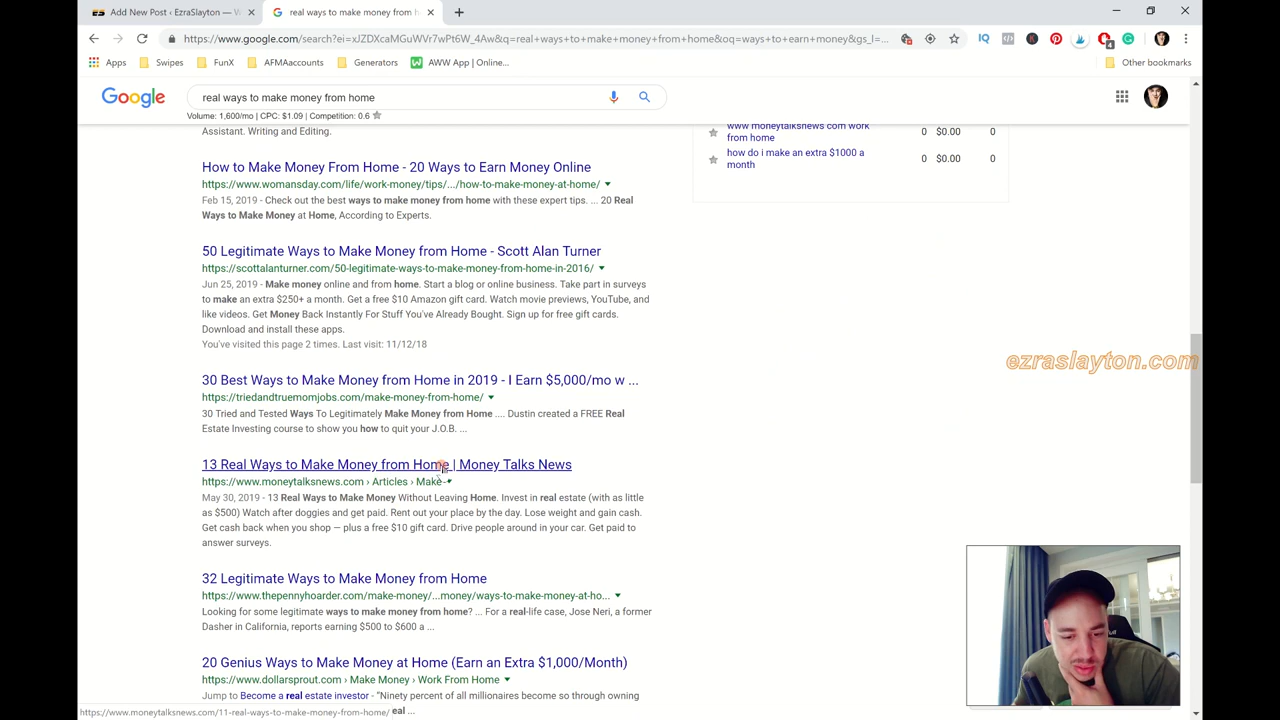 Add New Post ‹ EzraSlayton — W
real ways to make money from h
https://www.google.com/search?ei=xJZDXcaMGuWVr7wPt6W_4Aw&q=real+ways+to+make+money+from+home&oq=ways+to+earn+money&gs_l=...
4
Apps
Swipes
FunX
AFMAaccounts
Generators
AWW App | Online...
Other bookmarks
Google
real ways to make money from home
Volume: 1,600/mo | CPC: $1.09 | Competition: 0.6
Assistant. Writing and Editing.
www moneytalksnews com work from home 0 $0.00 0
how do i make an extra $1000 a month 0 $0.00 0
How to Make Money From Home - 20 Ways to Earn Money Online
https://www.womansday.com/life/work-money/tips/.../how-to-make-money-at-home/
Feb 15, 2019 - Check out the best ways to make money from home with these expert tips. ... 20 Real
Ways to Make Money at Home, According to Experts.
50 Legitimate Ways to Make Money from Home - Scott Alan Turner
https://scottalanturner.com/50-legitimate-ways-to-make-money-from-home-in-2016/
Jun 25, 2019 - Make money online and from home. Start a blog or online business. Take part in surveys
to make an extra $250+ a month. Get a free $10 Amazon gift card. Watch movie previews, YouTube, and
like videos. Get Money Back Instantly For Stuff You've Already Bought. Sign up for free gift cards.
Download and install these apps.
You've visited this page 2 times. Last visit: 11/12/18
ezraslayton.com
30 Best Ways to Make Money from Home in 2019 - I Earn $5,000/mo w ...
https://triedandtruemomjobs.com/make-money-from-home/
30 Tried and Tested Ways To Legitimately Make Money from Home .... Dustin created a FREE Real
Estate Investing course to show you how to quit your J.O.B. ...
13 Real Ways to Make Money from Home | Money Talks News
https://www.moneytalksnews.com › Articles › Make
May 30, 2019 - 13 Real Ways to Make Money Without Leaving Home. Invest in real estate (with as little
as $500) Watch after doggies and get paid. Rent out your place by the day. Lose weight and gain cash.
Get cash back when you shop — plus a free $10 gift card. Drive people around in your car. Get paid to
answer surveys.
32 Legitimate Ways to Make Money from Home
https://www.thepennyhoarder.com/make-money/...money/ways-to-make-money-at-ho...
Looking for some legitimate ways to make money from home? ... For a real-life case, Jose Neri, a former
Dasher in California, reports earning $500 to $600 a ...
20 Genius Ways to Make Money at Home (Earn an Extra $1,000/Month)
https://www.dollarsprout.com › Make Money › Work From Home
Jump to Become a real estate investor - "Ninety percent of all millionaires become so through owning
https://www.moneytalksnews.com/11-real-ways-to-make-money-from-home/ eal ...